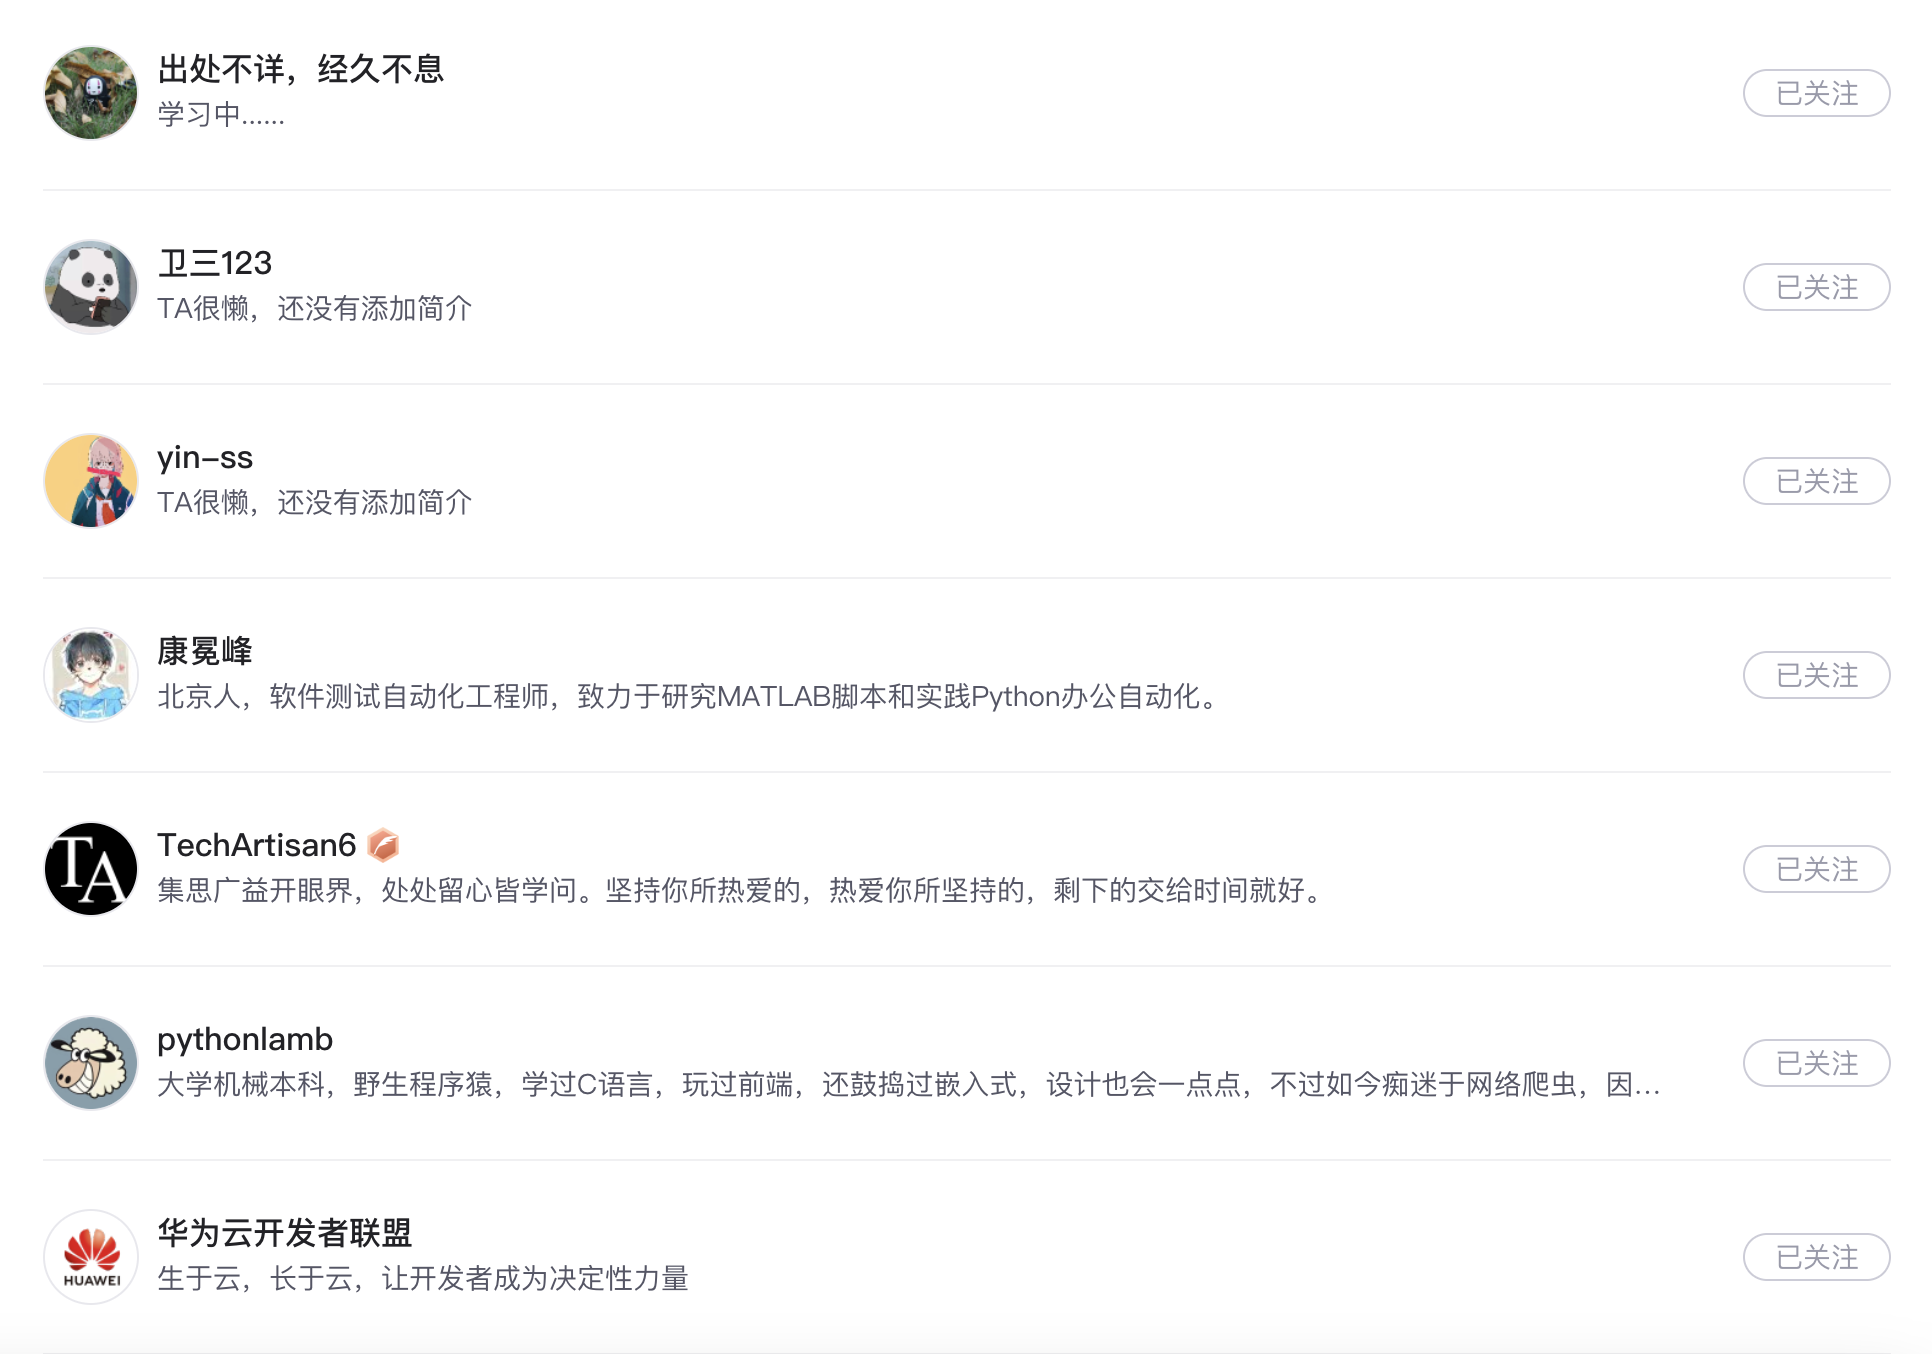 出处不详，经久不息
学习中......
已关注
卫三123
TA很懒，还没有添加简介
已关注
yin-ss
TA很懒，还没有添加简介
已关注
康冕峰
北京人，软件测试自动化工程师，致力于研究MATLAB脚本和实践Python办公自动化。
已关注
TA
TechArtisan6
集思广益开眼界，处处留心皆学问。坚持你所热爱的，热爱你所坚持的，剩下的交给时间就好。
已关注
pythonlamb
大学机械本科，野生程序猿，学过C语言，玩过前端，还鼓捣过嵌入式，设计也会一点点，不过如今痴迷于网络爬虫，因...
已关注
HUAWEI
华为云开发者联盟
生于云，长于云，让开发者成为决定性力量
已关注